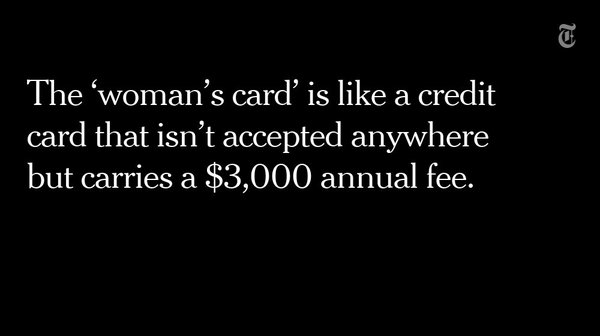 The ‘woman’s card’ is like a credit
card that isn’t accepted anywhere
but carries a $3,000 annual fee.